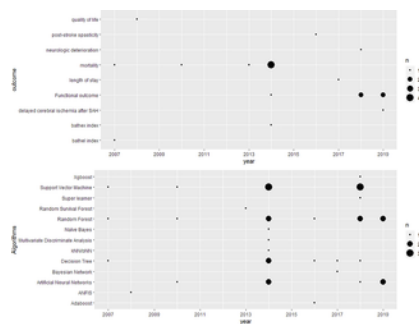 quality of life
post-stroke spasticity
neurologic deterioration
mortality
length of stay
Functional outcome
delayed cerebral ischemia after SAH
bathex index
bathel index
outcome
2007
2009
2011
2013
2015
2017
2019
year
n
Xgboost
Support Vector Machine
Super learner
Random Survival Forest
Random Forest
Naive Bayes
Multivariate Discriminate Analysis
Decision Tree
Bayesian Network
Artificial Neural Networks
ANFIS
Adaboost
Algorithms
2007
2009
2011
2013
2015
2017
2019
year
n